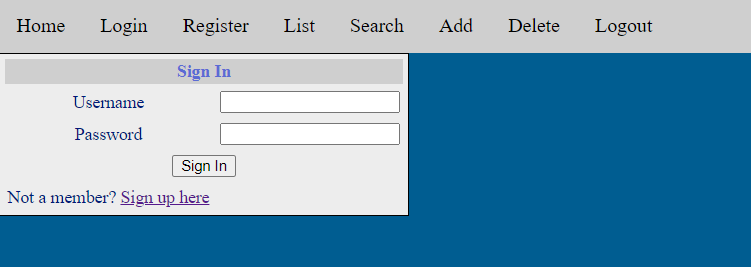 Home Login Register List Search Add Delete Logout
Sign In
Username
Password
Sign In
Not a member? Sign up here